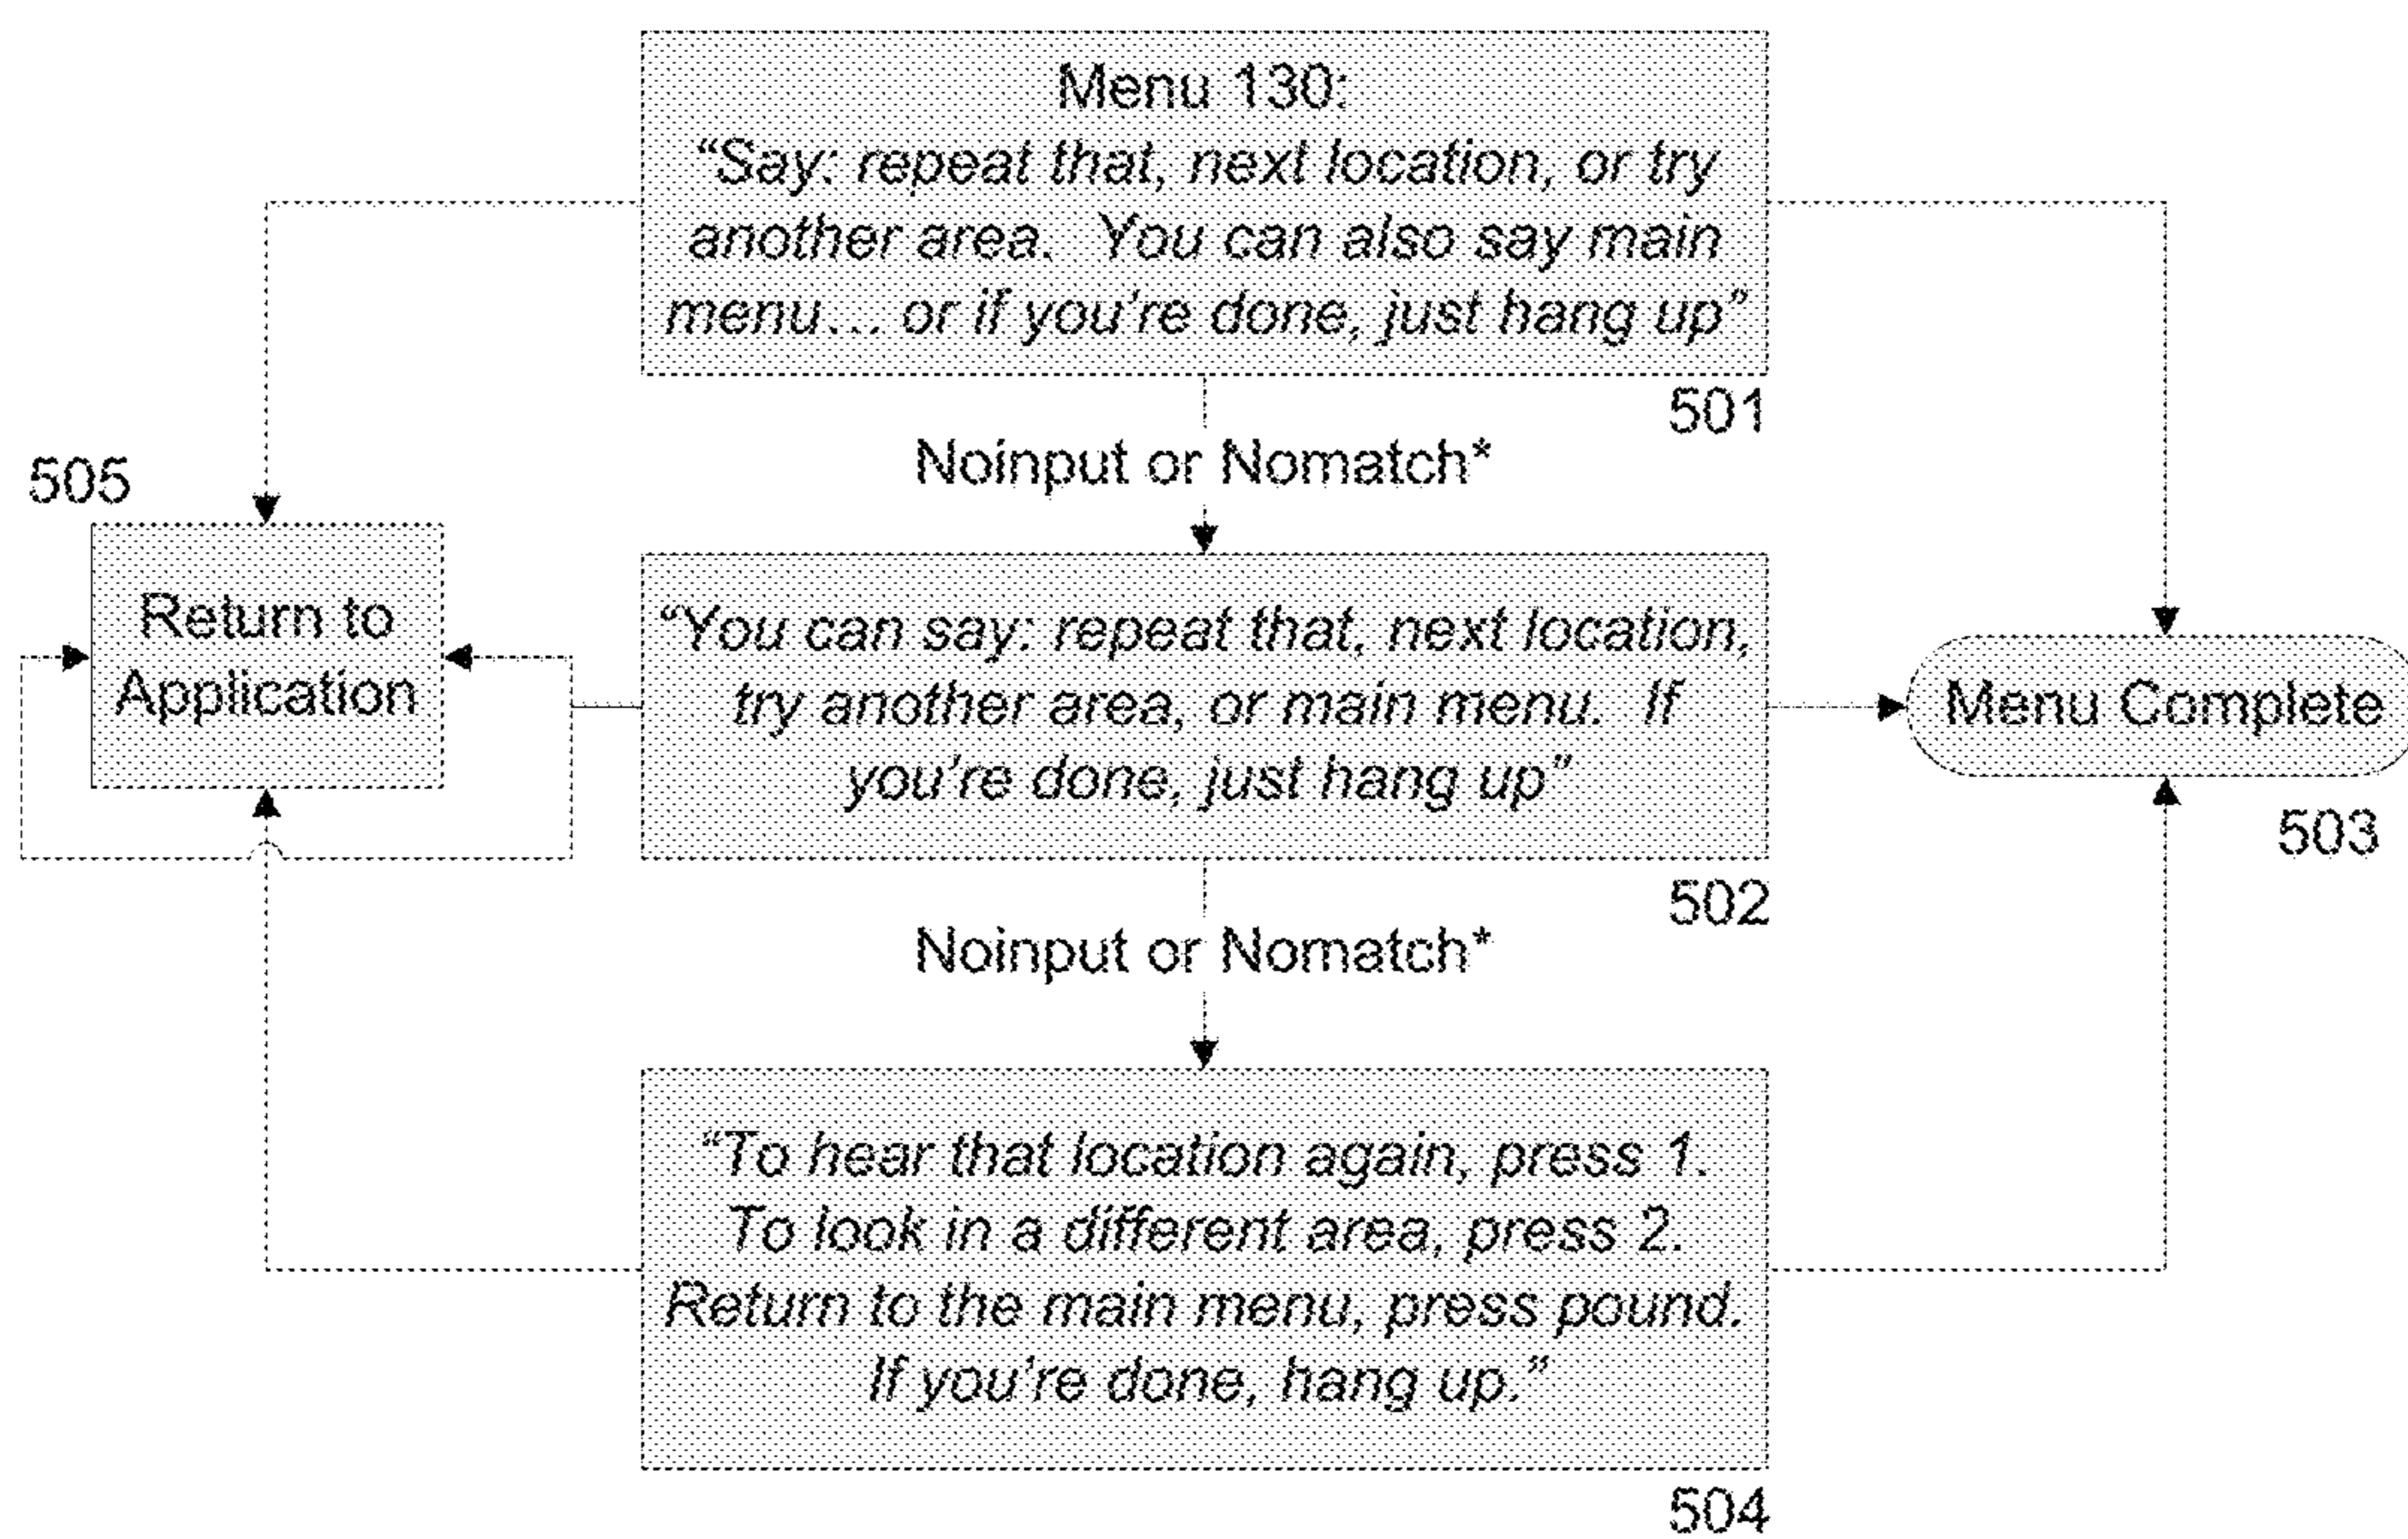 Menu 130:
“Say: repeat that, next location, or try
another area.  You can also say main
menu… or if you’re done, just hang up”
501
Noinput or Nomatch*
505
Return to
Application
“You can say: repeat that, next location,
try another area, or main menu.  If
you’re done, just hang up”
502
Menu Complete
503
Noinput or Nomatch*
“To hear that location again, press 1.
To look in a different area, press 2.
Return to the main menu, press pound.
If you’re done, hang up.”
504